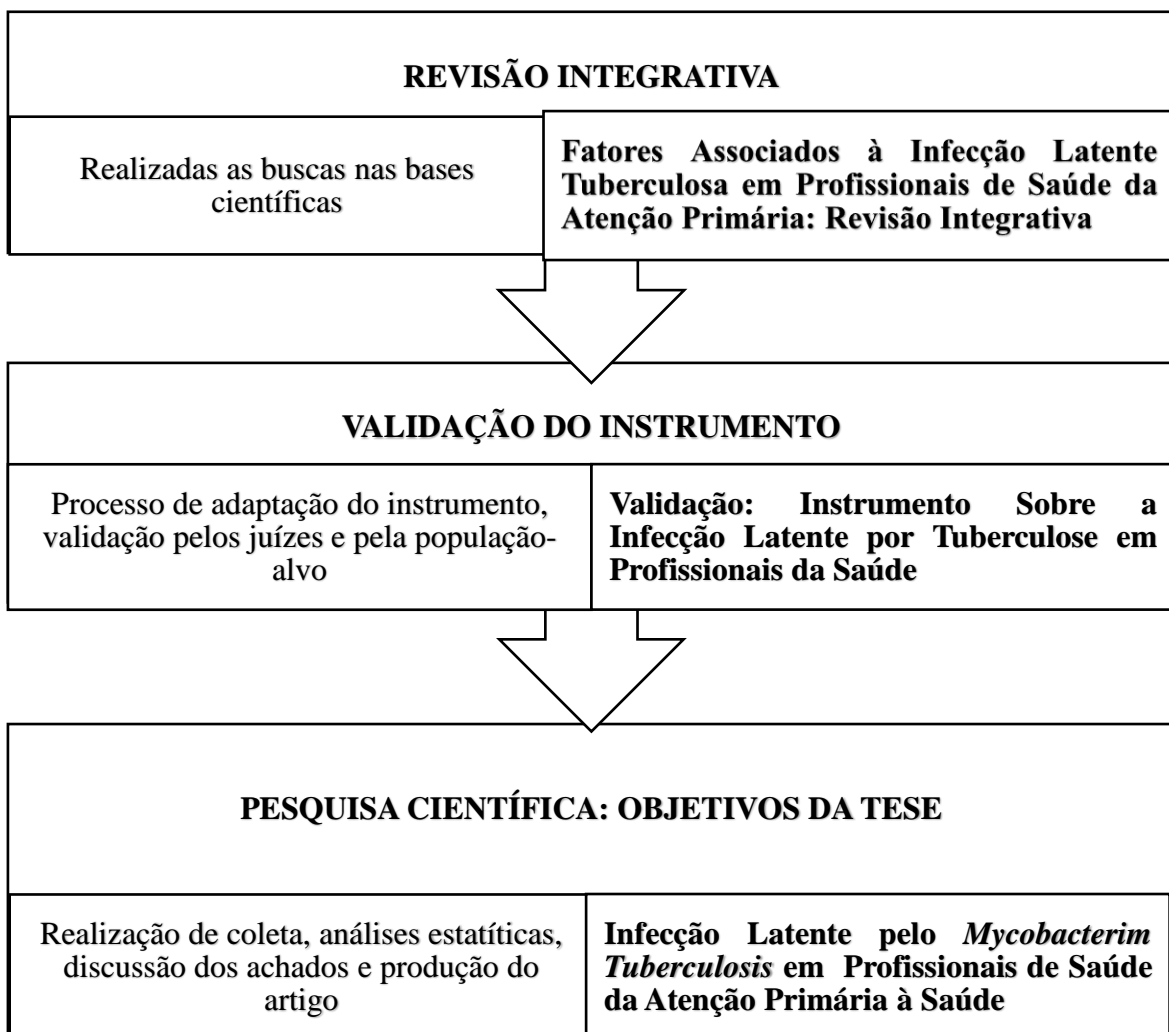 REVISÃO INTEGRATIVA
Realizadas as buscas nas bases
científicas
Fatores Associados à Infecção Latente
Tuberculosa em Profissionais de Saúde da
Atenção Primária: Revisão Integrativa
VALIDAÇÃO DO INSTRUMENTO
Processo de adaptação do instrumento,
validação pelos juízes e pela população-
alvo
Validação: Instrumento Sobre a
Infecção Latente por Tuberculose em
Profissionais da Saúde
PESQUISA CIENTÍFICA: OBJETIVOS DA TESE
Realização de coleta, análises estatíticas,
discussão dos achados e produção do
artigo
Infecção Latente pelo Mycobacterim
Tuberculosis em Profissionais de Saúde
da Atenção Primária à Saúde